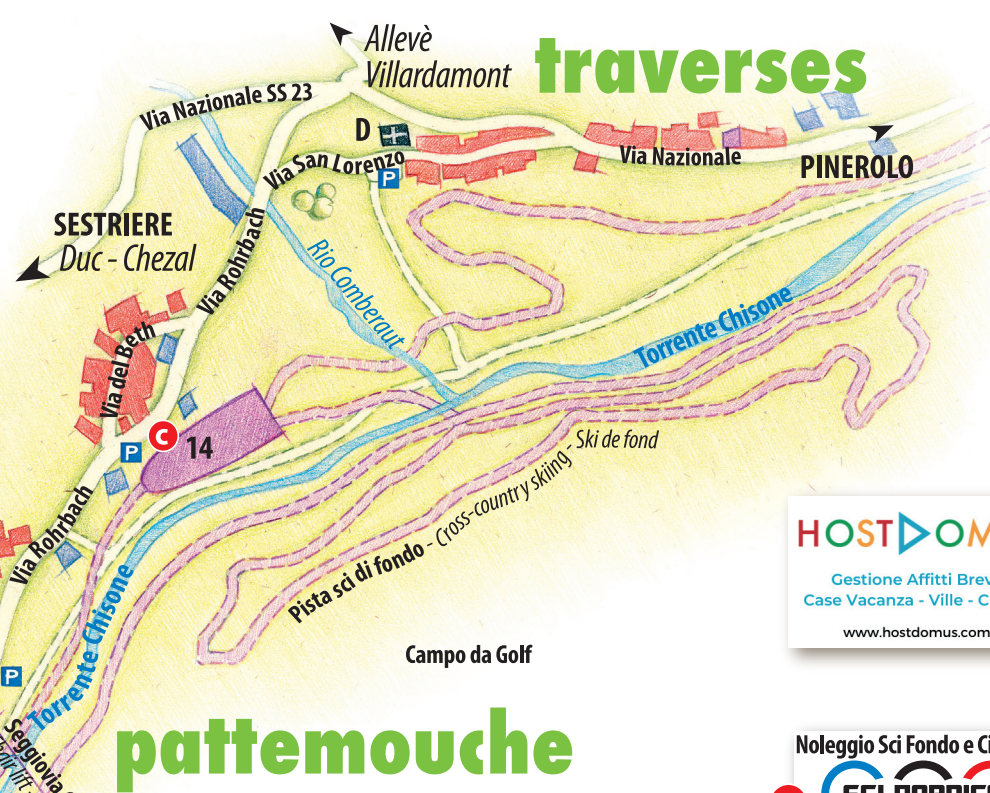 Allevè
Villardamont
traverses
Via Nazionale SS 23
D
Via San Lorenzo
P
Via Nazionale
PINEROLO
SESTRIERE
Duc - Chezal
Via Rohrbach
Rio Comberaut
Torrente Chisone
Via del Beth
C
14
P
Ski de fond
Pista sci di fondo - Cross-country skiing -
Via Rohrbach
Torrente Chisone
Campo da Golf
P
HOSTDOM
Gestione Affitti Brev
Case Vacanza - Ville - C
www.hostdomus.com
pattemouche
Seggiovia
Chair lift
Noleggio Sci Fondo e Ci